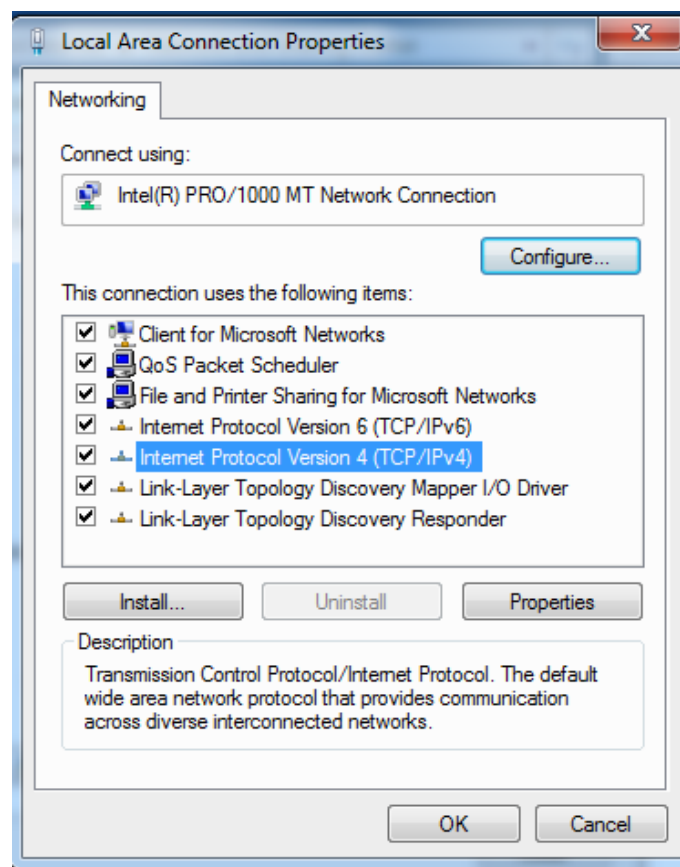 Local Area Connection Properties
Networking
Connect using:
Intel(R) PRO/1000 MT Network Connection
Configure...
This connection uses the following items:
Client for Microsoft Networks
QoS Packet Scheduler
File and Printer Sharing for Microsoft Networks
Internet Protocol Version 6 (TCP/IPv6)
Internet Protocol Version 4 (TCP/IPv4)
Link-Layer Topology Discovery Mapper I/O Driver
Link-Layer Topology Discovery Responder
Install... Uninstall Properties
Description
Transmission Control Protocol/Internet Protocol. The default
wide area network protocol that provides communication
across diverse interconnected networks.
OK Cancel